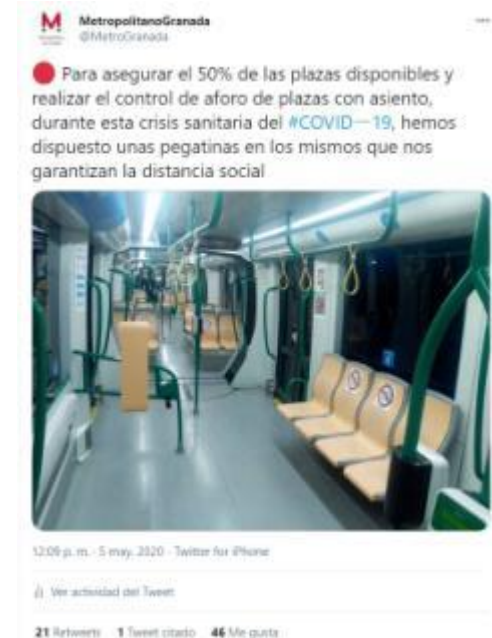 MetropolitanoGranada
@MetroGranada
Para asegurar el 50% de las plazas disponibles y
realizar el control de aforo de plazas con asiento,
durante esta crisis sanitaria del #COVID—19, hemos
dispuesto unas pegatinas en los mismos que nos
garantizan la distancia social
12:09 p. m. · 5 may. 2020 · Twitter for iPhone
Ver actividad del Tweet
21 Retweets 1 Tweet citado 46 Me gusta